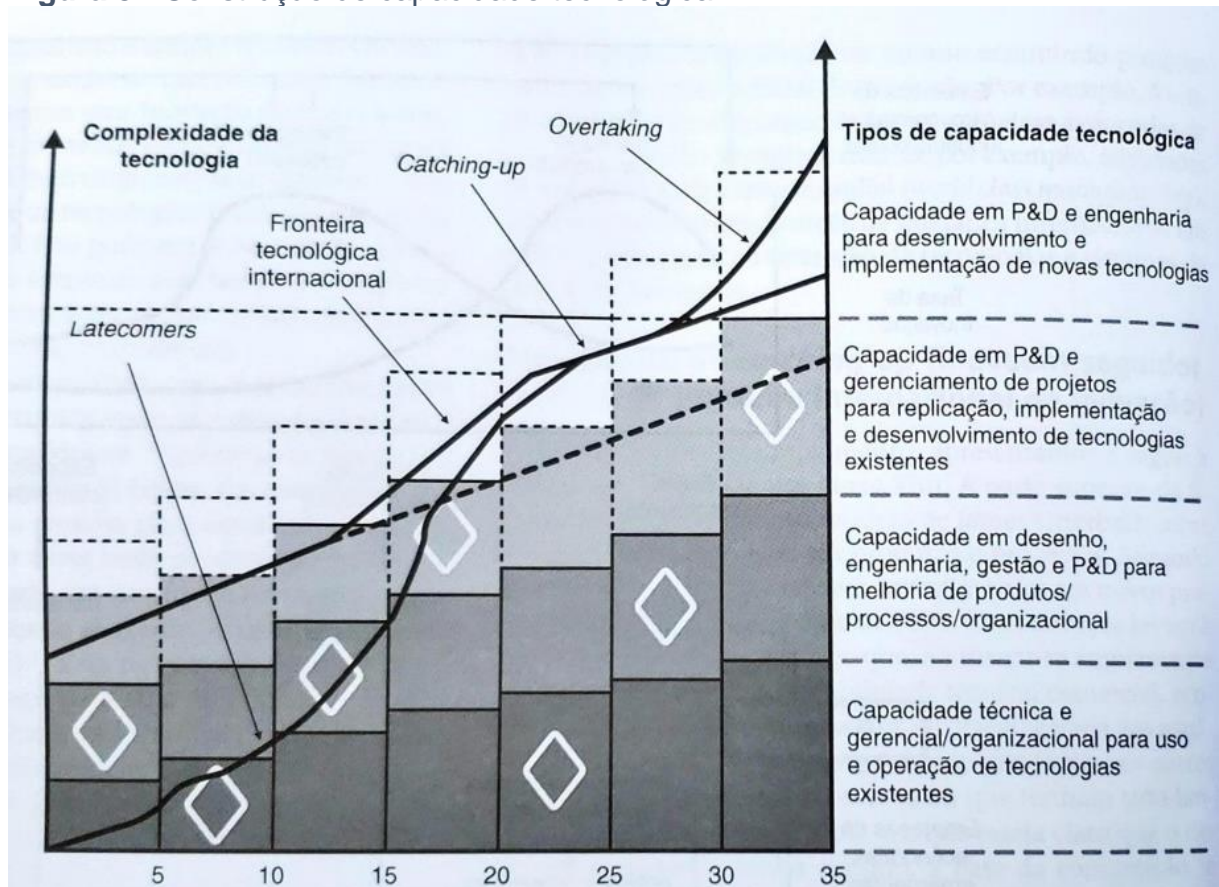 Complexidade da
tecnologia
Overtaking
Catching-up
Fronteira
tecnológica
internacional
Latecomers
Tipos de capacidade tecnológica
Capacidade em P&D e engenharia
para desenvolvimento e
implementação de novas tecnologias
Capacidade em P&D e
gerenciamento de projetos
para replicação, implementação
e desenvolvimento de tecnologias
existentes
Capacidade em desenho,
engenharia, gestão e P&D para
melhoria de produtos/
processos/organizacional
Capacidade técnica e
gerencial/organizacional para uso
e operação de tecnologias
existentes
5 10 15 20 25 30 35